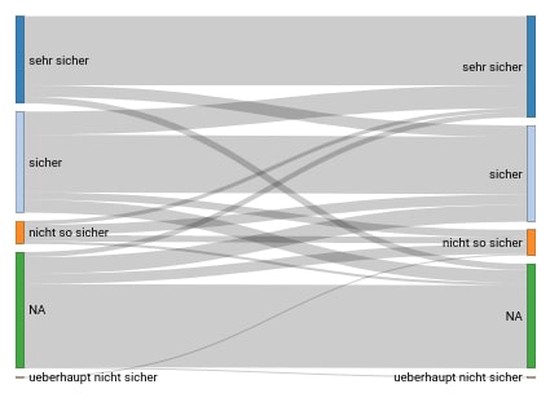 sehr sicher
sehr sicher
sicher
sicher
nicht so sicher
nicht so sicher
NA
NA
ueberhaupt nicht sicher
ueberhaupt nicht sicher